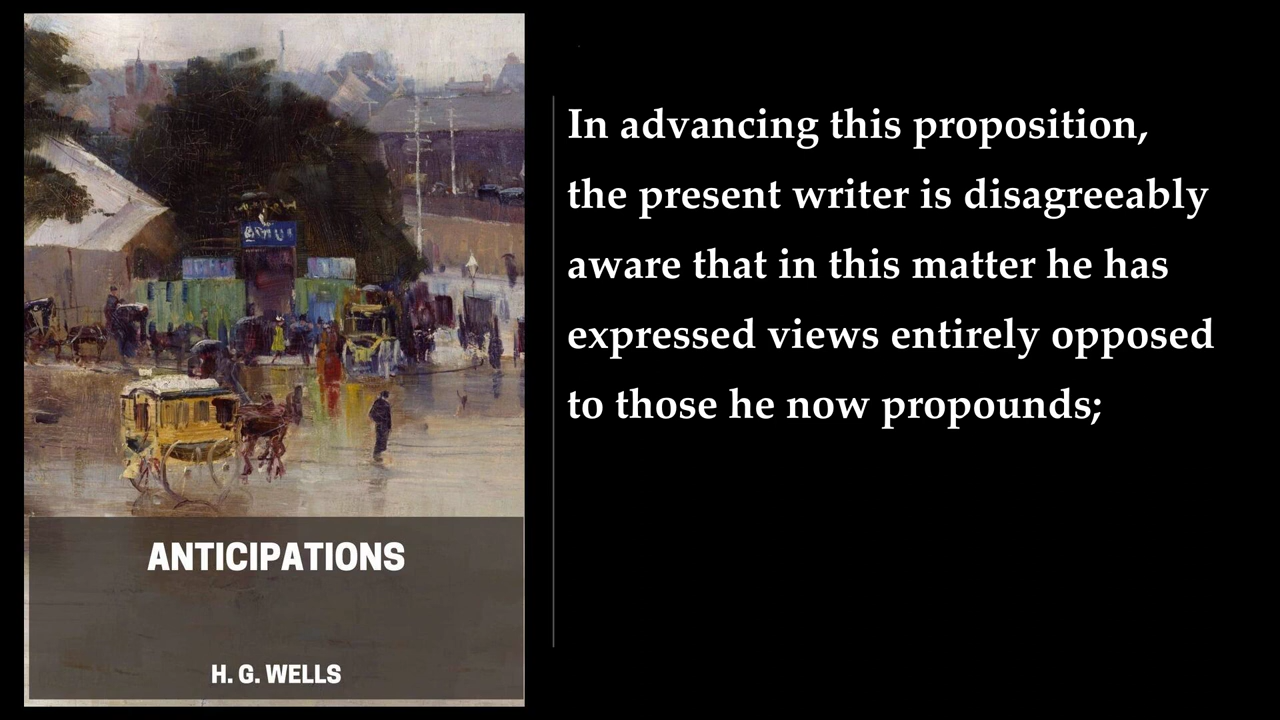 ANTICIPATIONS
H. G. WELLS
In advancing this proposition,
the present writer is disagreeably
aware that in this matter he has
expressed views entirely opposed
to those he now propounds;